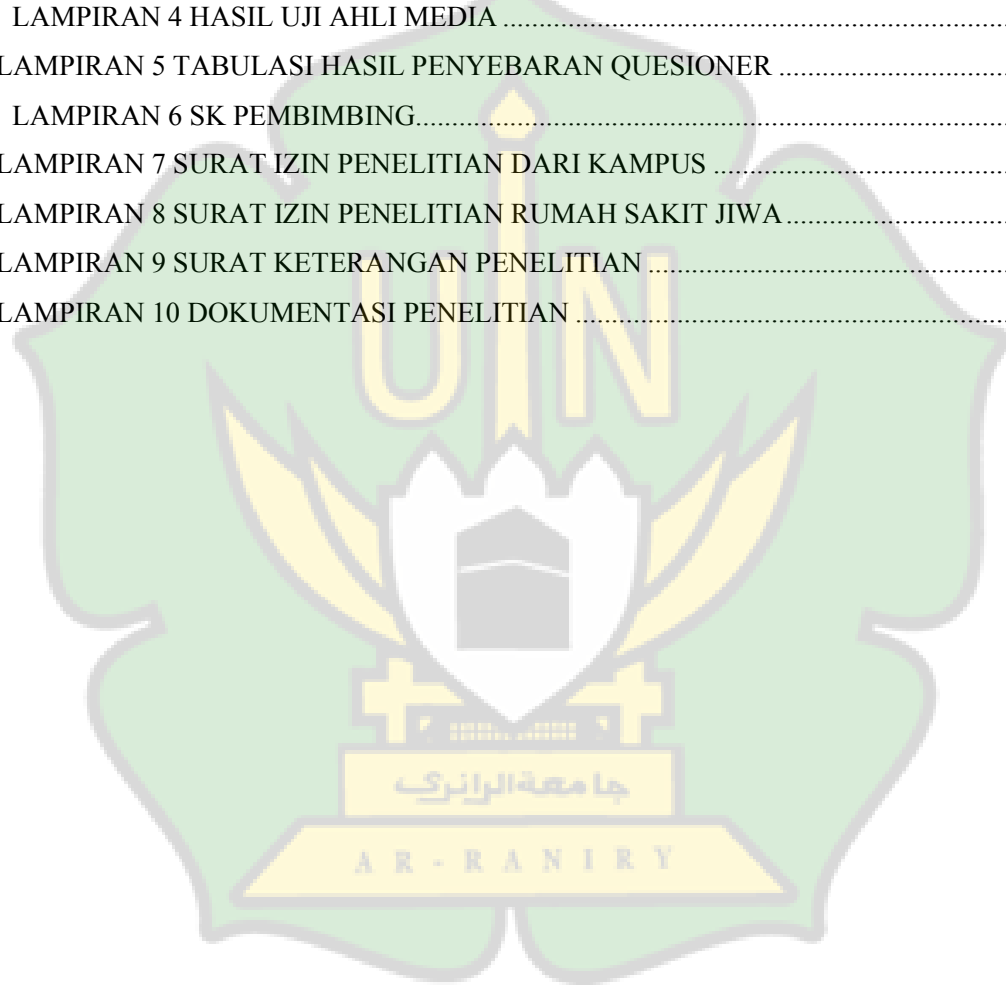 LAMPIRAN 4 HASIL UJI AHLI MEDIA ....................................................................................
LAMPIRAN 5 TABULASI HASIL PENYEBARAN QUESIONER .....................................
LAMPIRAN 6 SK PEMBIMBING...................................................................................................
LAMPIRAN 7 SURAT IZIN PENELITIAN DARI KAMPUS ................................................
LAMPIRAN 8 SURAT IZIN PENELITIAN RUMAH SAKIT JIWA.....................................
LAMPIRAN 9 SURAT KETERANGAN PENELITIAN ..........................................................
LAMPIRAN 10 DOKUMENTASI PENELITIAN .....................................................................
UIN
جامعة الرانري
AR - RANIRY